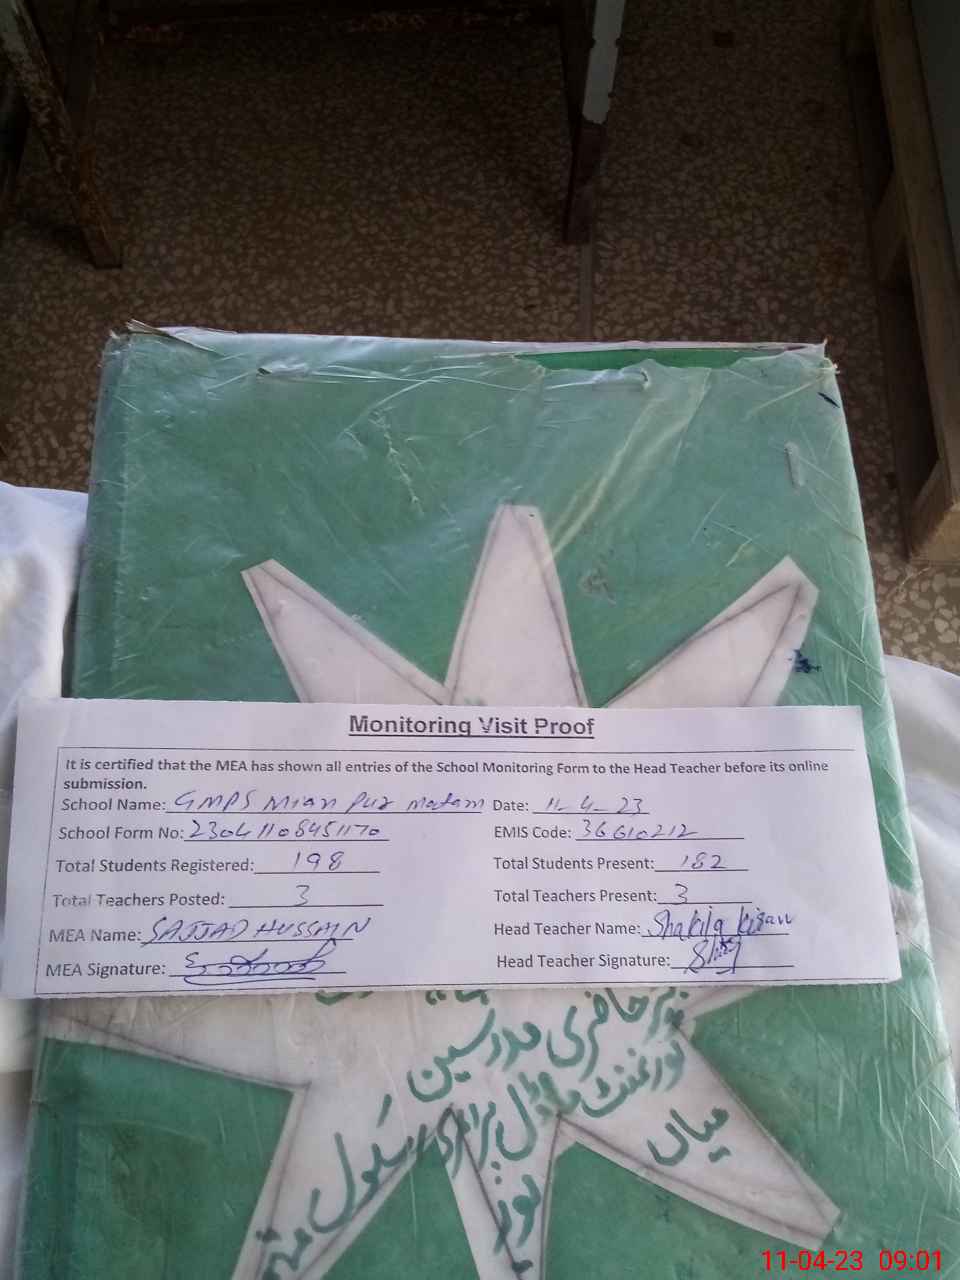 Monitoring Visit Proof
It is certified that the MEA has shown all entries of the School Monitoring Form to the Head Teacher before its online
submission.
School Name: GMPS Mian Pur Matam Date: 11-4-23
School Form No: 23041108451170 EMIS Code: 36610212
Total Students Registered: 198 Total Students Present: 182
Total Teachers Posted: 3 Total Teachers Present: 3
MEA Name: SAJJAD HUSSAIN Head Teacher Name: Shakila Kiran
MEA Signature: Head Teacher Signature:
حاضری مدرسین
گورنمنٹ ماڈل پرائمری سکول
میاں پور
11-04-23 09:01